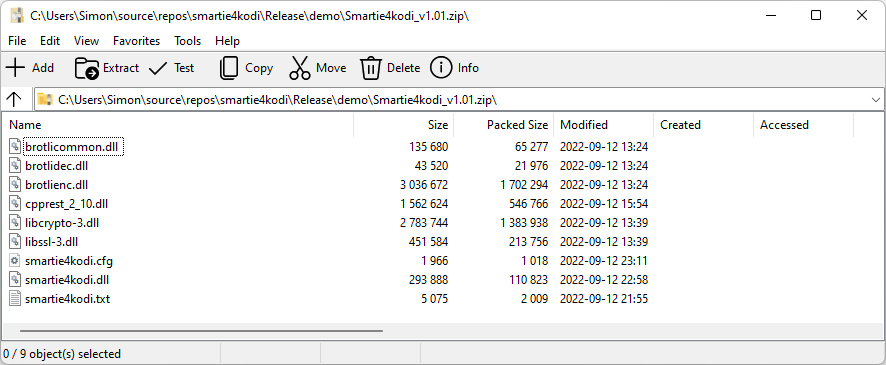 C:\Users\Simon\source\repos\smartie4kodi\Release\demo\Smartie4kodi_v1.01.zip\
File Edit View Favorites Tools Help
Add Extract Test Copy Move Delete Info
C:\Users\Simon\source\repos\smartie4kodi\Release\demo\Smartie4kodi_v1.01.zip\
Name Size Packed Size Modified Created Accessed
brotlicommon.dll 135 680 65 277 2022-09-12 13:24
brotlidec.dll 43 520 21 976 2022-09-12 13:24
brotlienc.dll 3 036 672 1 702 294 2022-09-12 13:24
cpprest_2_10.dll 1 562 624 546 766 2022-09-12 15:54
libcrypto-3.dll 2 783 744 1 383 938 2022-09-12 13:39
libssl-3.dll 451 584 213 756 2022-09-12 13:39
smartie4kodi.cfg 1 966 1 018 2022-09-12 23:11
smartie4kodi.dll 293 888 110 823 2022-09-12 22:58
smartie4kodi.txt 5 075 2 009 2022-09-12 21:55
0 / 9 object(s) selected